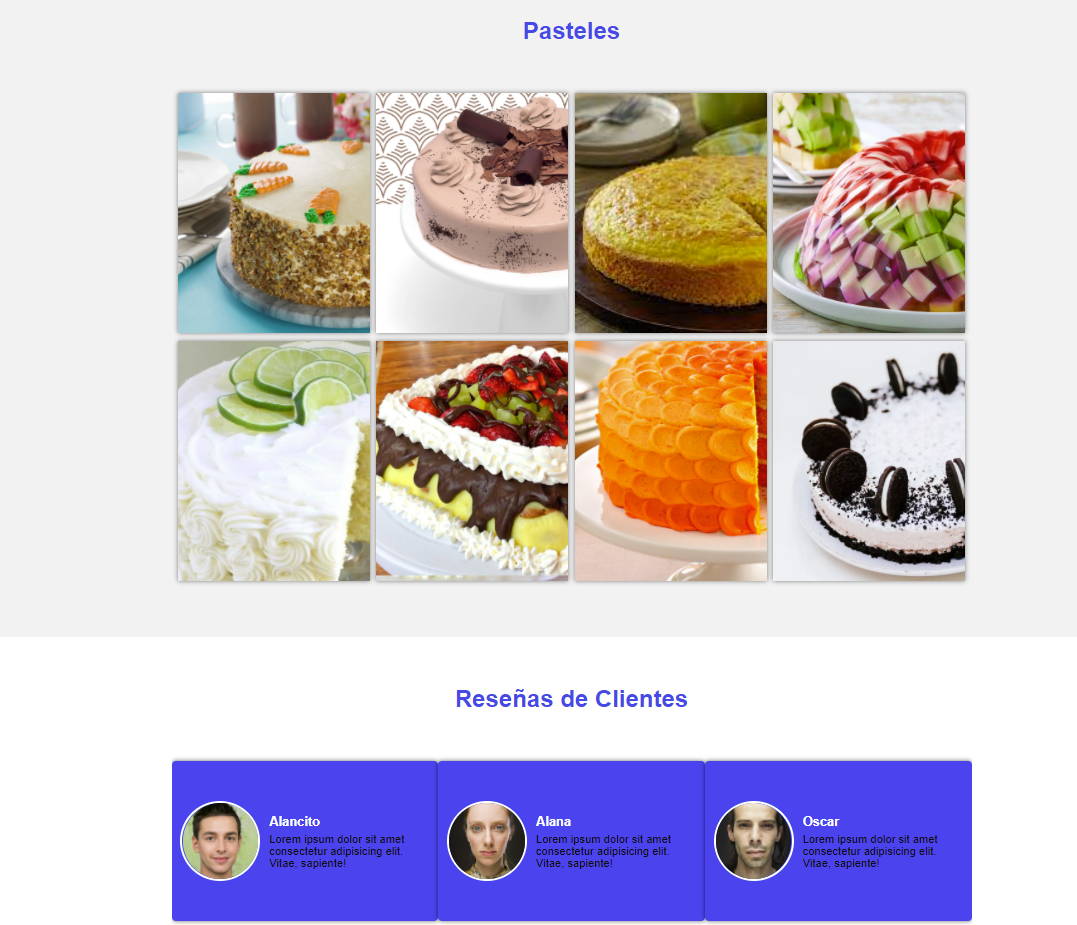 Pasteles
Reseñas de Clientes
Alancito
Lorem ipsum dolor sit amet
consectetur adipisicing elit.
Vitae, sapiente!
Alana
Lorem ipsum dolor sit amet
consectetur adipisicing elit.
Vitae, sapiente!
Oscar
Lorem ipsum dolor sit amet
consectetur adipisicing elit.
Vitae, sapiente!